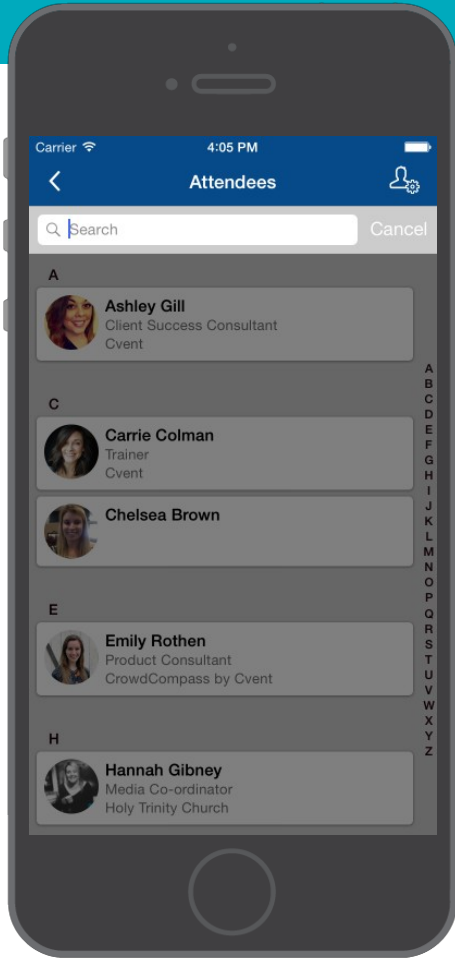 Carrier 4:05 PM
Attendees
Search Cancel
A
Ashley Gill
Client Success Consultant
Cvent
C
Carrie Colman
Trainer
Cvent
Chelsea Brown
E
Emily Rothen
Product Consultant
CrowdCompass by Cvent
H
Hannah Gibney
Media Co-ordinator
Holy Trinity Church
A
B
C
D
E
F
G
H
I
J
K
L
M
N
O
P
Q
R
S
T
U
V
W
X
Y
Z